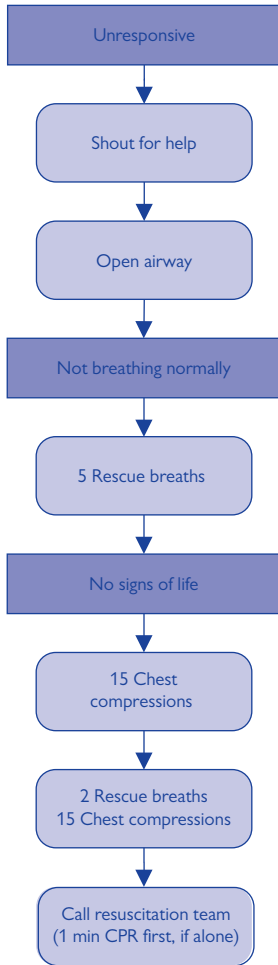 Unresponsive
Shout for help
Open airway
Not breathing normally
5 Rescue breaths
No signs of life
15 Chest
compressions
2 Rescue breaths
15 Chest compressions
Call resuscitation team
(1 min CPR first, if alone)